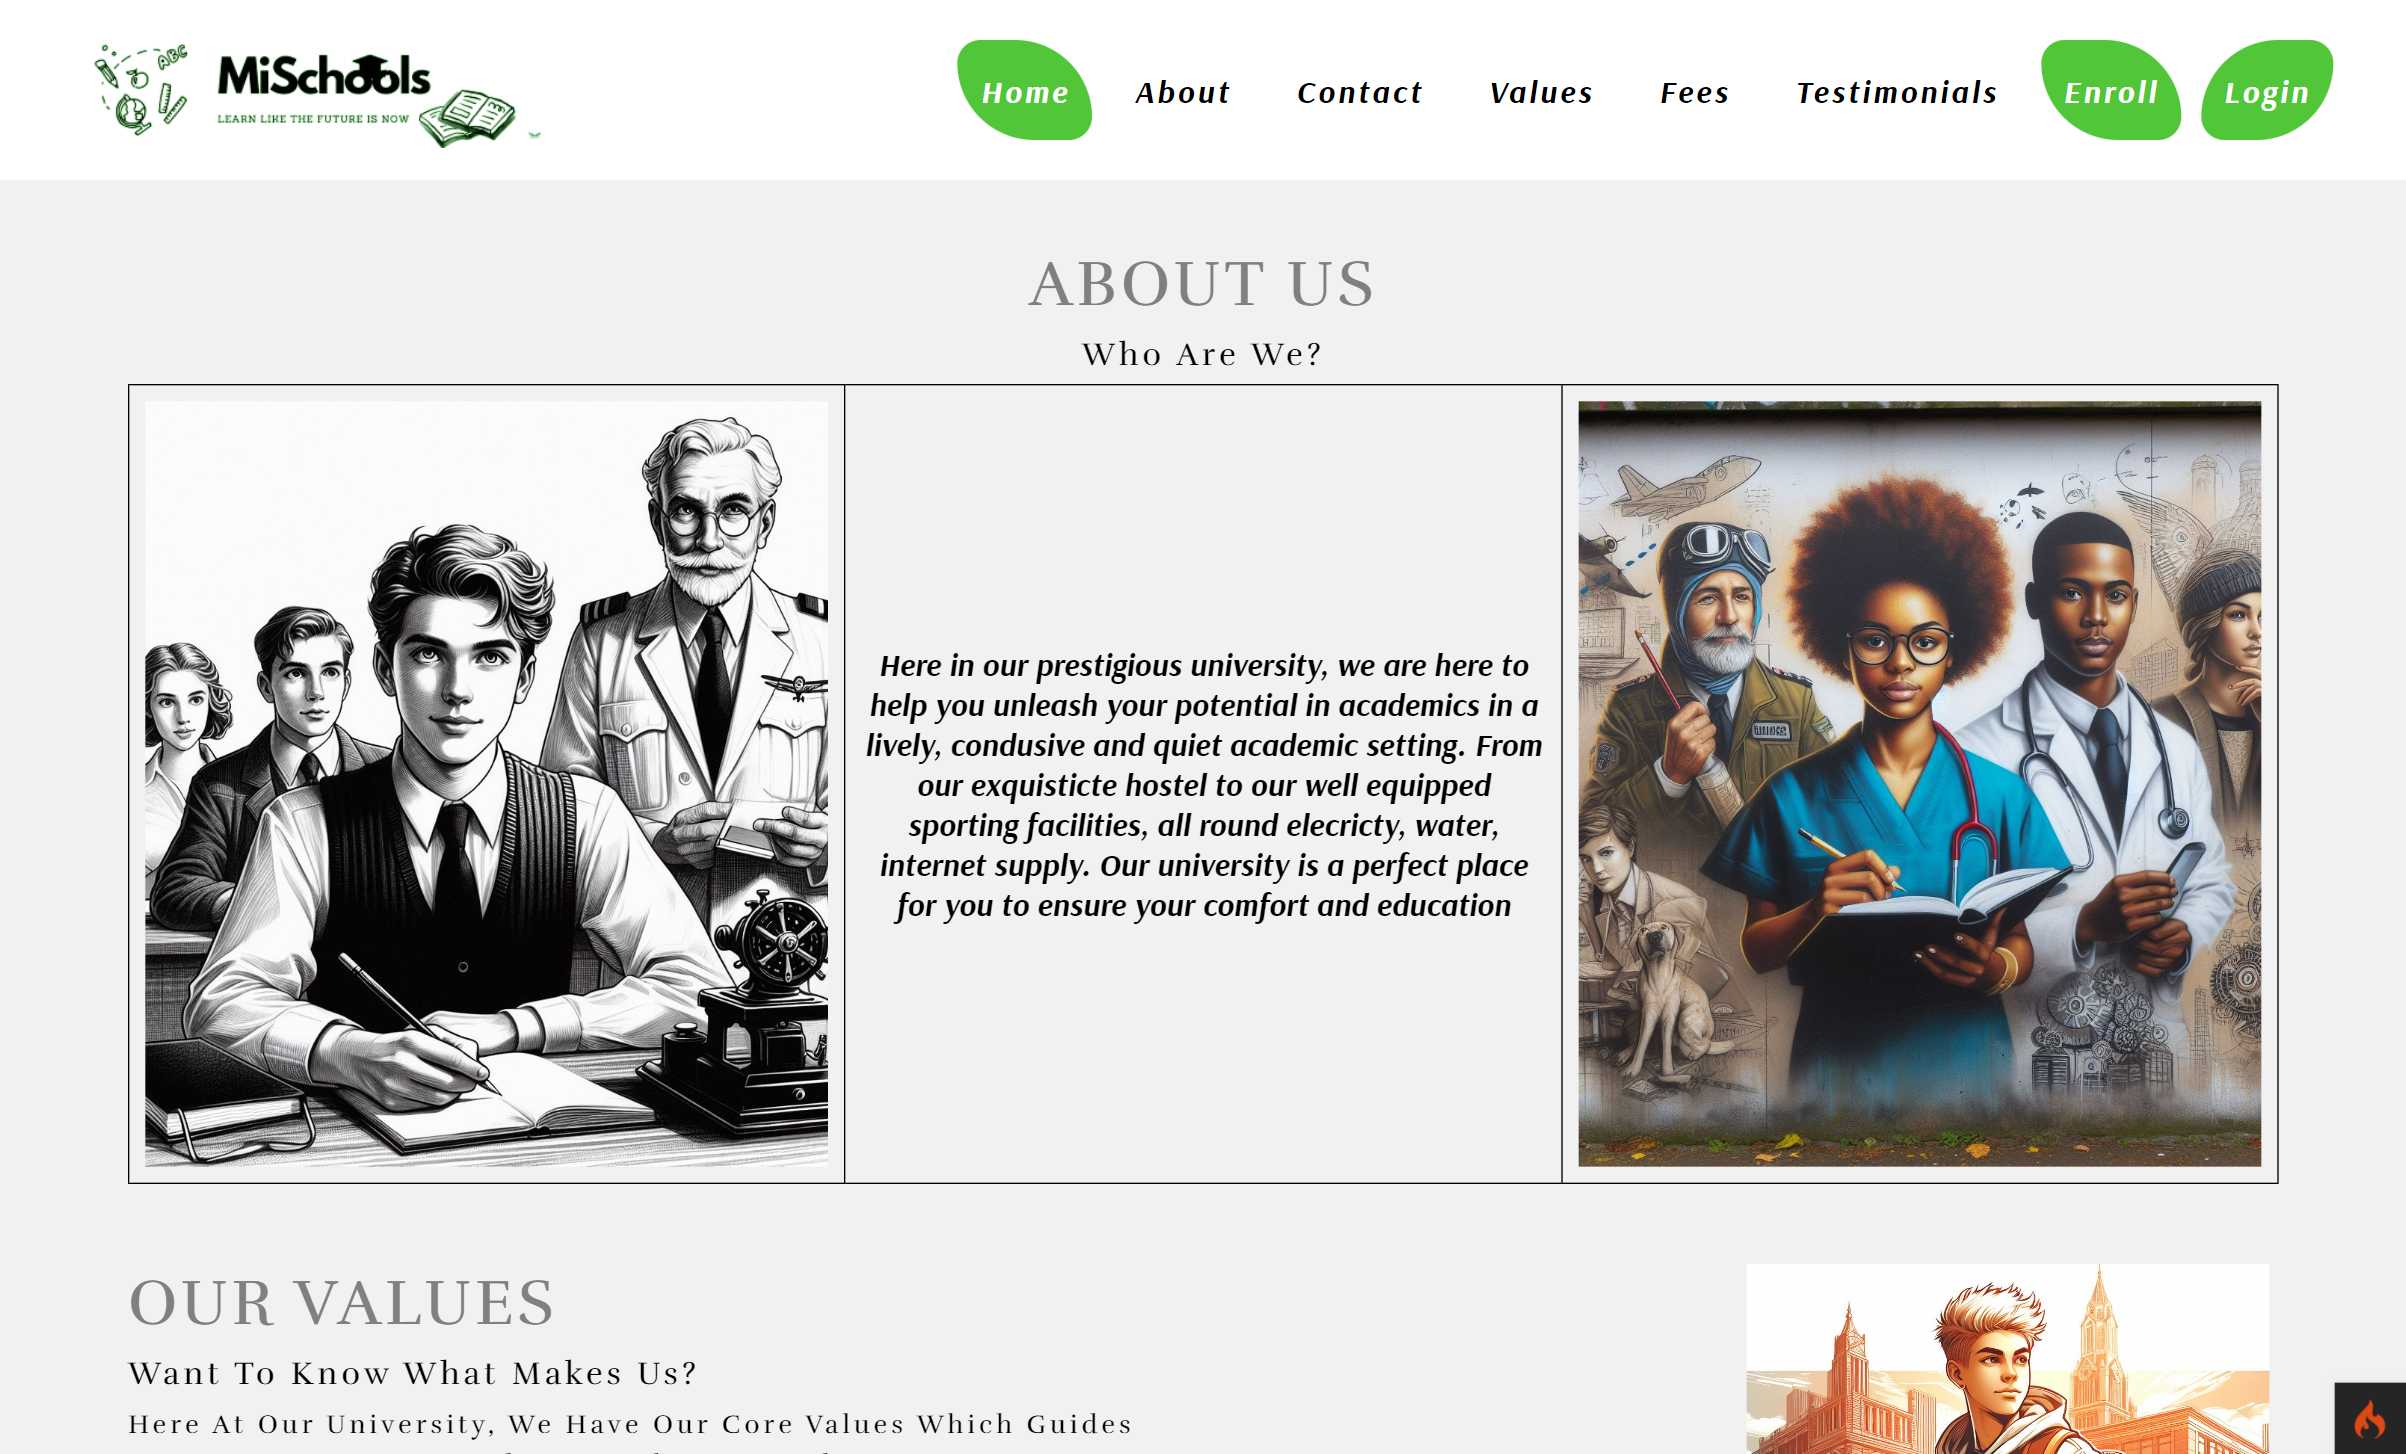 ABC
MiSchools
LEARN LIKE THE FUTURE IS NOW
Home About Contact Values Fees Testimonials Enroll Login
ABOUT US
Who Are We?
Here in our prestigious university, we are here to
help you unleash your potential in academics in a
lively, condusive and quiet academic setting. From
our exquisticte hostel to our well equipped
sporting facilities, all round elecricty, water,
internet supply. Our university is a perfect place
for you to ensure your comfort and education
OUR VALUES
Want To Know What Makes Us?
Here At Our University, We Have Our Core Values Which Guides